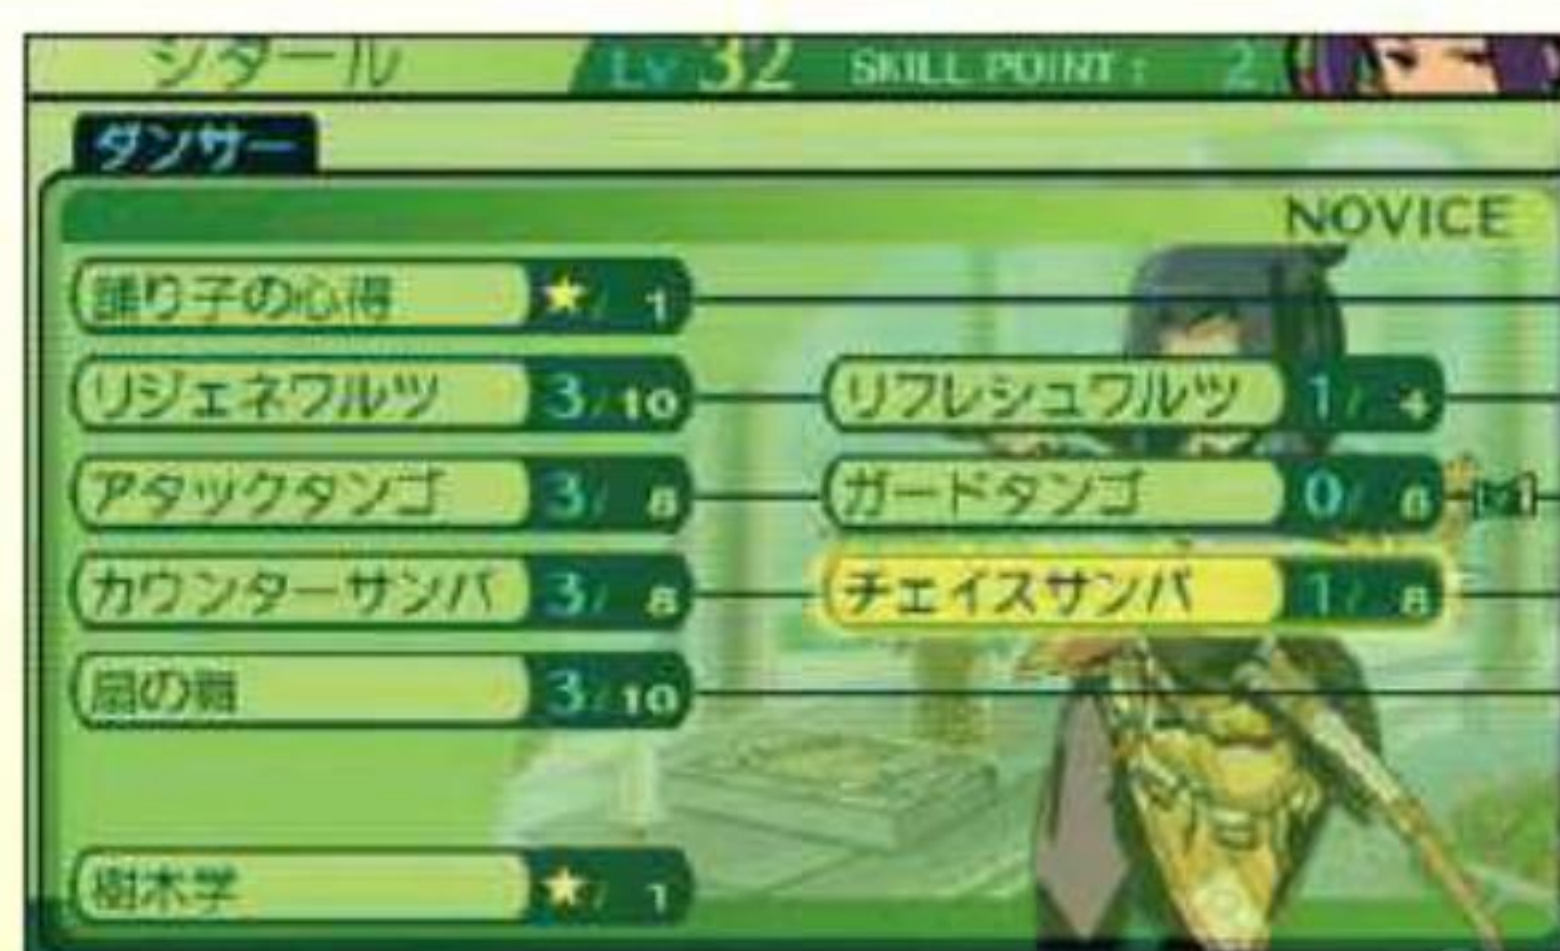 シタール Lv 32 SKILL POINT : 2
ダンサー
NOVICE
踊り子の心得 ★/ 1
リジェネワルツ 3/ 10 リフレシュワルツ 1/ 4
アタックタンゴ 3/ 8 ガードタンゴ 0/ 6
カウンターサンバ 3/ 8 チェイスサンバ 1/ 8
扇の舞 3/ 10
樹木学 ★/ 1